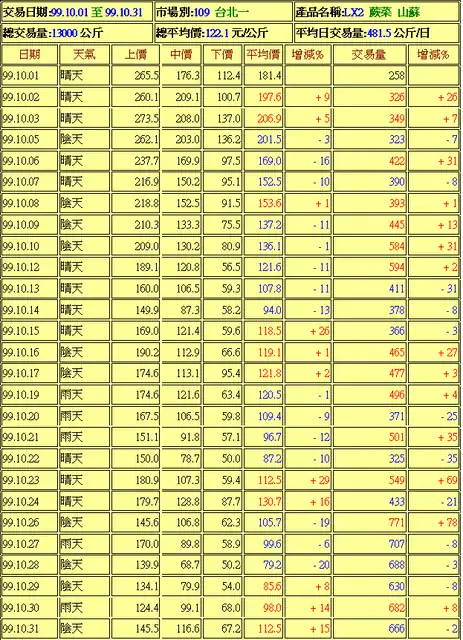 交易日期:99.10.01 至 99.10.31 市場別:109 台北一 產品名稱:LX2 蕨菜 山蘇
總交易量:13000 公斤 總平均價:122.1 元/公斤 平均日交易量:481.5 公斤/日
日期 天氣 上價 中價 下價 平均價 增減% 交易量 增減%
99.10.01 晴天 265.5 176.3 112.4 181.4 258
99.10.02 晴天 260.1 209.1 100.7 197.6 + 9 326 + 26
99.10.03 晴天 273.5 208.0 137.0 206.9 + 5 349 + 7
99.10.05 陰天 262.1 203.0 136.2 201.5 - 3 323 - 7
99.10.06 晴天 237.7 169.9 97.5 169.0 - 16 422 + 31
99.10.07 晴天 216.9 150.2 95.1 152.5 - 10 390 - 8
99.10.08 陰天 218.8 152.5 91.5 153.6 + 1 393 + 1
99.10.09 陰天 210.3 133.3 75.5 137.2 - 11 445 + 13
99.10.10 陰天 209.0 130.2 80.9 136.1 - 1 584 + 31
99.10.12 晴天 189.1 120.8 56.5 121.6 - 11 594 + 2
99.10.13 晴天 160.0 106.5 59.3 107.8 - 11 411 - 31
99.10.14 晴天 149.9 87.3 58.2 94.0 - 13 378 - 8
99.10.15 晴天 169.0 121.4 59.6 118.5 + 26 366 - 3
99.10.16 陰天 190.2 112.9 66.6 119.1 + 1 465 + 27
99.10.17 陰天 174.6 113.1 95.4 121.8 + 2 477 + 3
99.10.19 雨天 174.6 121.6 63.4 120.5 - 1 496 + 4
99.10.20 雨天 167.5 106.5 59.8 109.4 - 9 371 - 25
99.10.21 雨天 151.1 91.8 57.1 96.7 - 12 501 + 35
99.10.22 晴天 150.0 78.7 50.0 87.2 - 10 325 - 35
99.10.23 晴天 180.9 107.3 59.4 112.5 + 29 549 + 69
99.10.24 晴天 179.7 128.8 87.7 130.7 + 16 433 - 21
99.10.26 陰天 145.6 106.8 62.3 105.7 - 19 771 + 78
99.10.27 雨天 170.0 89.8 58.9 99.6 - 6 707 - 8
99.10.28 陰天 139.9 68.7 50.2 79.2 - 20 688 - 3
99.10.29 陰天 134.1 79.9 54.0 85.6 + 8 630 - 8
99.10.30 雨天 124.4 99.1 68.0 98.0 + 14 682 + 8
99.10.31 陰天 145.5 116.6 67.2 112.5 + 15 666 - 2